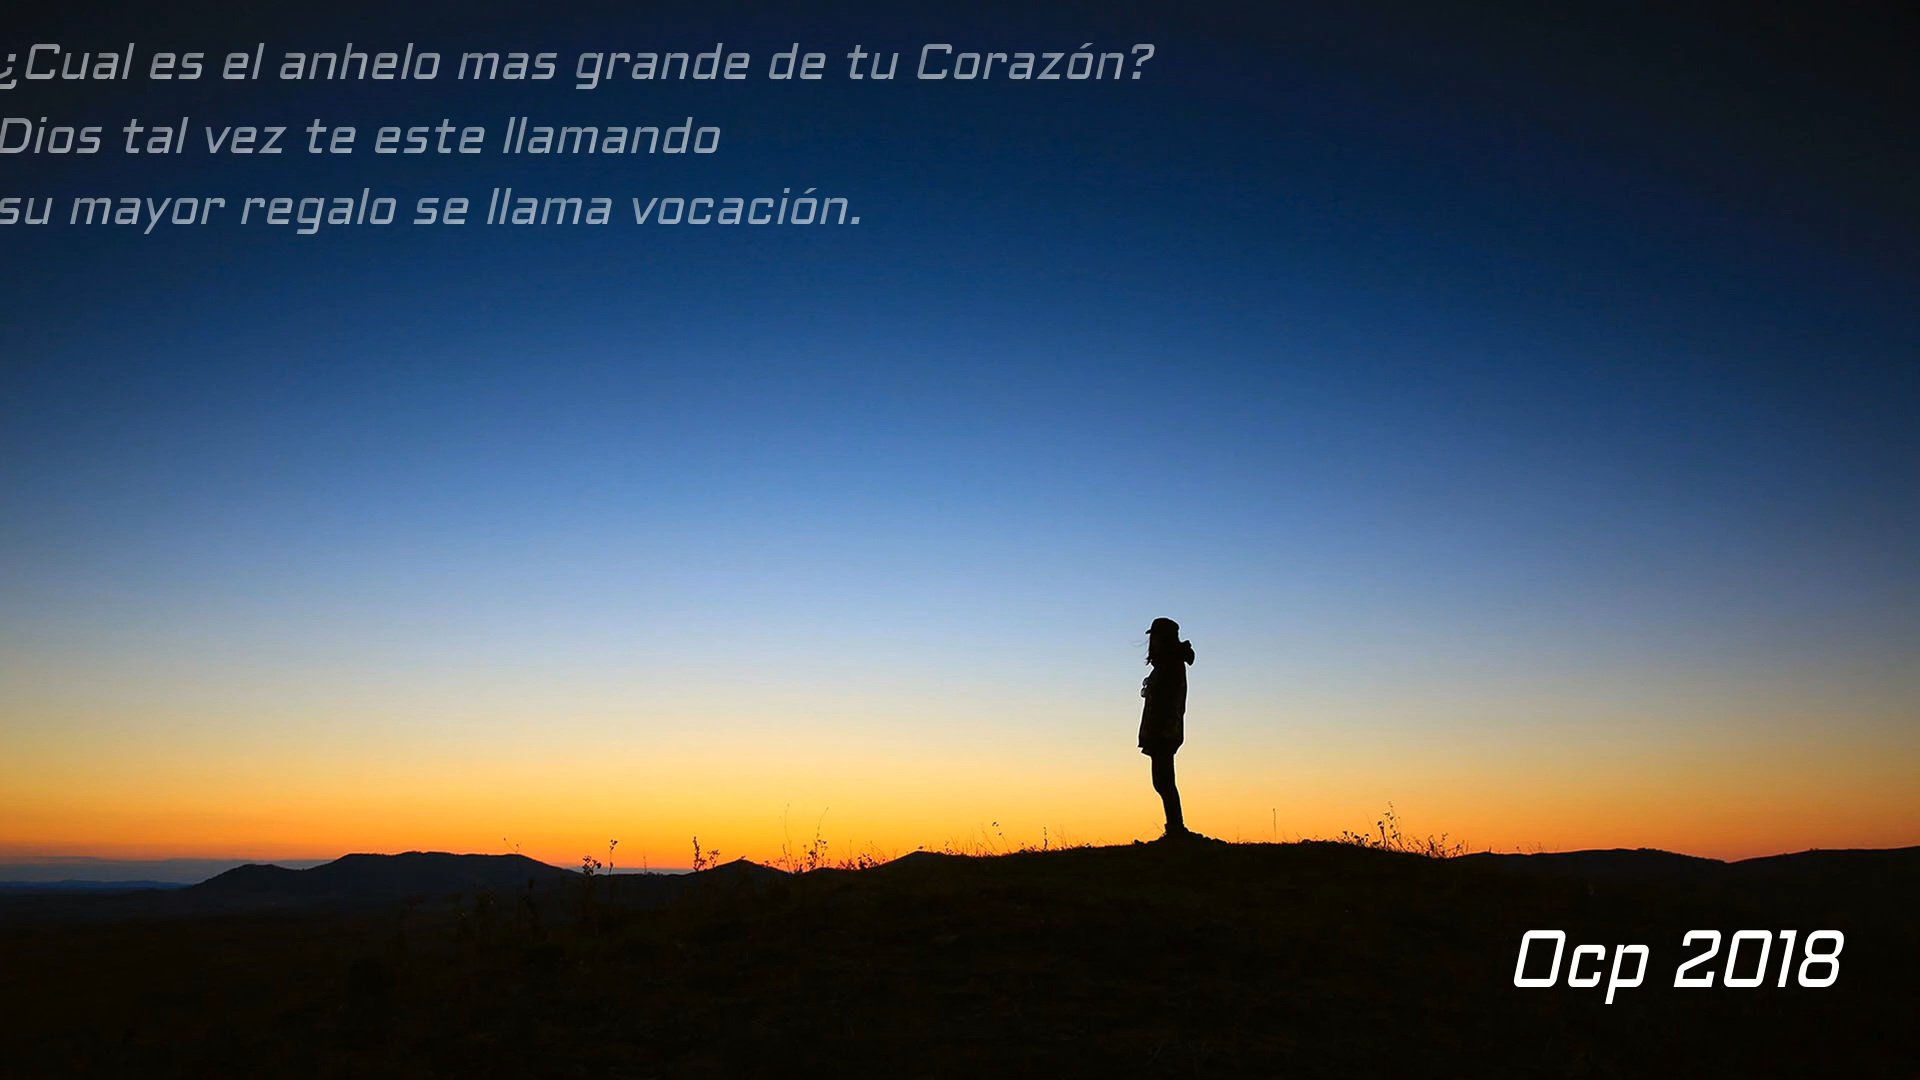 ¿Cual es el anhelo mas grande de tu Corazón?
Dios tal vez te este llamando
su mayor regalo se llama vocación.
Ocp 2018